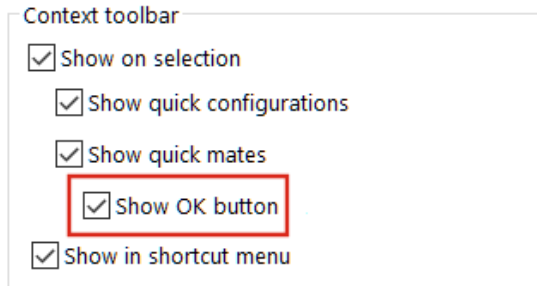 Context toolbar
Show on selection
Show quick configurations
Show quick mates
Show OK button
Show in shortcut menu